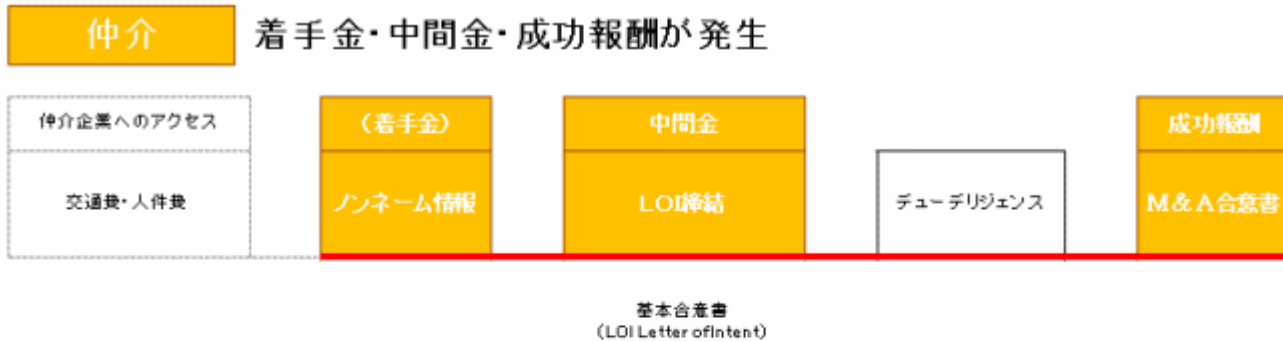 仲介
着手金・中間金・成功報酬が発生
仲介企業へのアクセス
(着手金)
中間金
成功報酬
交通費・人件費
ノンネーム情報
LOI締結
デューデリジェンス
M&A合意書
基本合意書
(LOI Letter ofIntent)